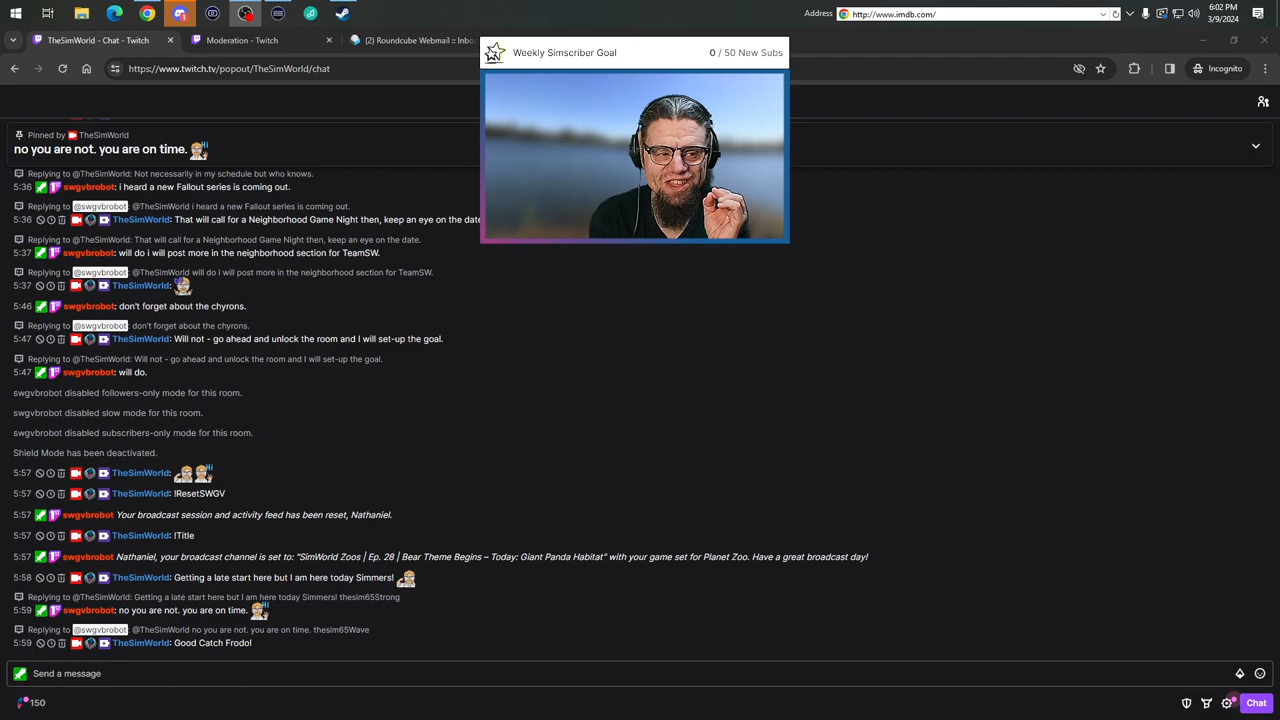 Address http://www.imdb.com/
6:02 PM
3/9/2024
TheSimWorld - Chat - Twitch
Moderation - Twitch
(2) Roundcube Webmail :: Inbo
https://www.twitch.tv/popout/TheSimWorld/chat
Incognito
Weekly Simscriber Goal 0 / 50 New Subs
Pinned by TheSimWorld
no you are not. you are on time. Hi
Replying to @TheSimWorld: Not necessarily in my schedule but who knows.
5:36 swgvbrobot: i heard a new Fallout series is coming out.
Replying to @swgvbrobot: @TheSimWorld i heard a new Fallout series is coming out.
5:36 TheSimWorld: That will call for a Neighborhood Game Night then, keep an eye on the date
Replying to @TheSimWorld: That will call for a Neighborhood Game Night then, keep an eye on the date.
5:37 swgvbrobot: will do i will post more in the neighborhood section for TeamSW.
Replying to @swgvbrobot: @TheSimWorld will do i will post more in the neighborhood section for TeamSW.
5:37 TheSimWorld:
5:46 swgvbrobot: don't forget about the chyrons.
Replying to @swgvbrobot: don't forget about the chyrons.
5:47 TheSimWorld: Will not - go ahead and unlock the room and I will set-up the goal.
Replying to @TheSimWorld: Will not - go ahead and unlock the room and I will set-up the goal.
5:47 swgvbrobot: will do.
swgvbrobot disabled followers-only mode for this room.
swgvbrobot disabled slow mode for this room.
swgvbrobot disabled subscribers-only mode for this room.
Shield Mode has been deactivated.
5:57 TheSimWorld: Hi
5:57 TheSimWorld: !ResetSWGV
5:57 swgvbrobot Your broadcast session and activity feed has been reset, Nathaniel.
5:57 TheSimWorld: !Title
5:57 swgvbrobot Nathaniel, your broadcast channel is set to: "SimWorld Zoos | Ep. 28 | Bear Theme Begins – Today: Giant Panda Habitat" with your game set for Planet Zoo. Have a great broadcast day!
5:58 TheSimWorld: Getting a late start here but I am here today Simmers!
Replying to @TheSimWorld: Getting a late start here but I am here today Simmers! thesim65Strong
5:59 swgvbrobot: no you are not. you are on time. Hi
Replying to @swgvbrobot: @TheSimWorld no you are not. you are on time. thesim65Wave
5:59 TheSimWorld: Good Catch Frodo!
Send a message
150
Chat